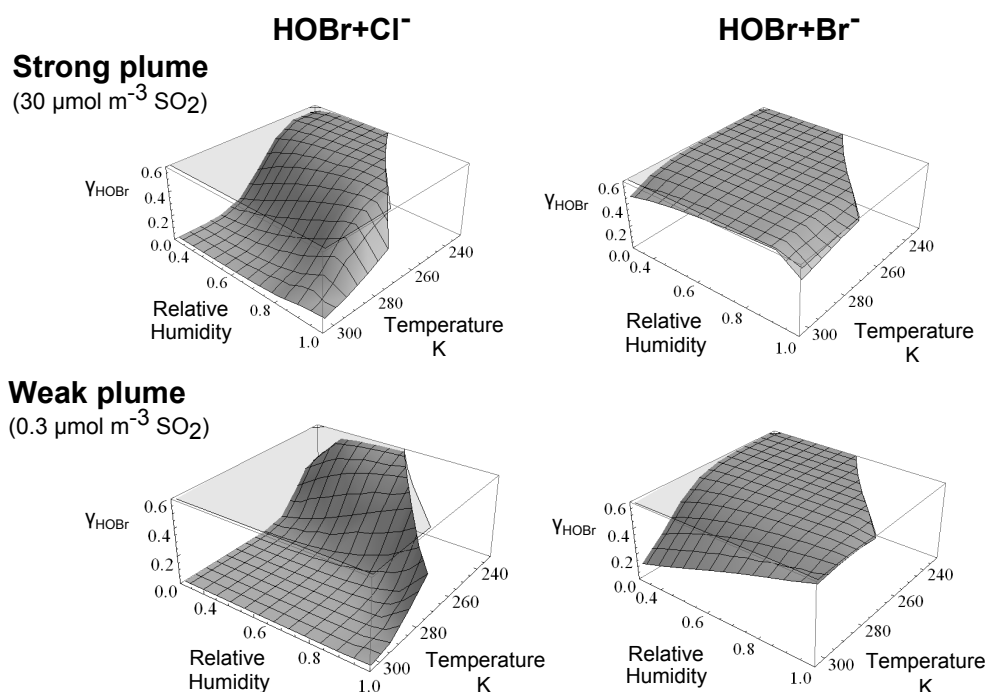 HOBr+Cl⁻
HOBr+Br⁻
Strong plume
(30 μmol m⁻³ SO₂)
γHOBr
0.6
0.4
0.2
0.0
0.4
0.6
0.8
1.0
Relative
Humidity
300
280
260
240
Temperature
K
γHOBr
0.6
0.4
0.2
0.0
0.4
0.6
0.8
1.0
Relative
Humidity
300
280
260
240
Temperature
K
Weak plume
(0.3 μmol m⁻³ SO₂)
γHOBr
0.6
0.4
0.2
0.0
0.4
0.6
0.8
1.0
Relative
Humidity
300
280
260
240
Temperature
K
γHOBr
0.6
0.4
0.2
0.0
0.4
0.6
0.8
1.0
Relative
Humidity
300
280
260
240
Temperature
K